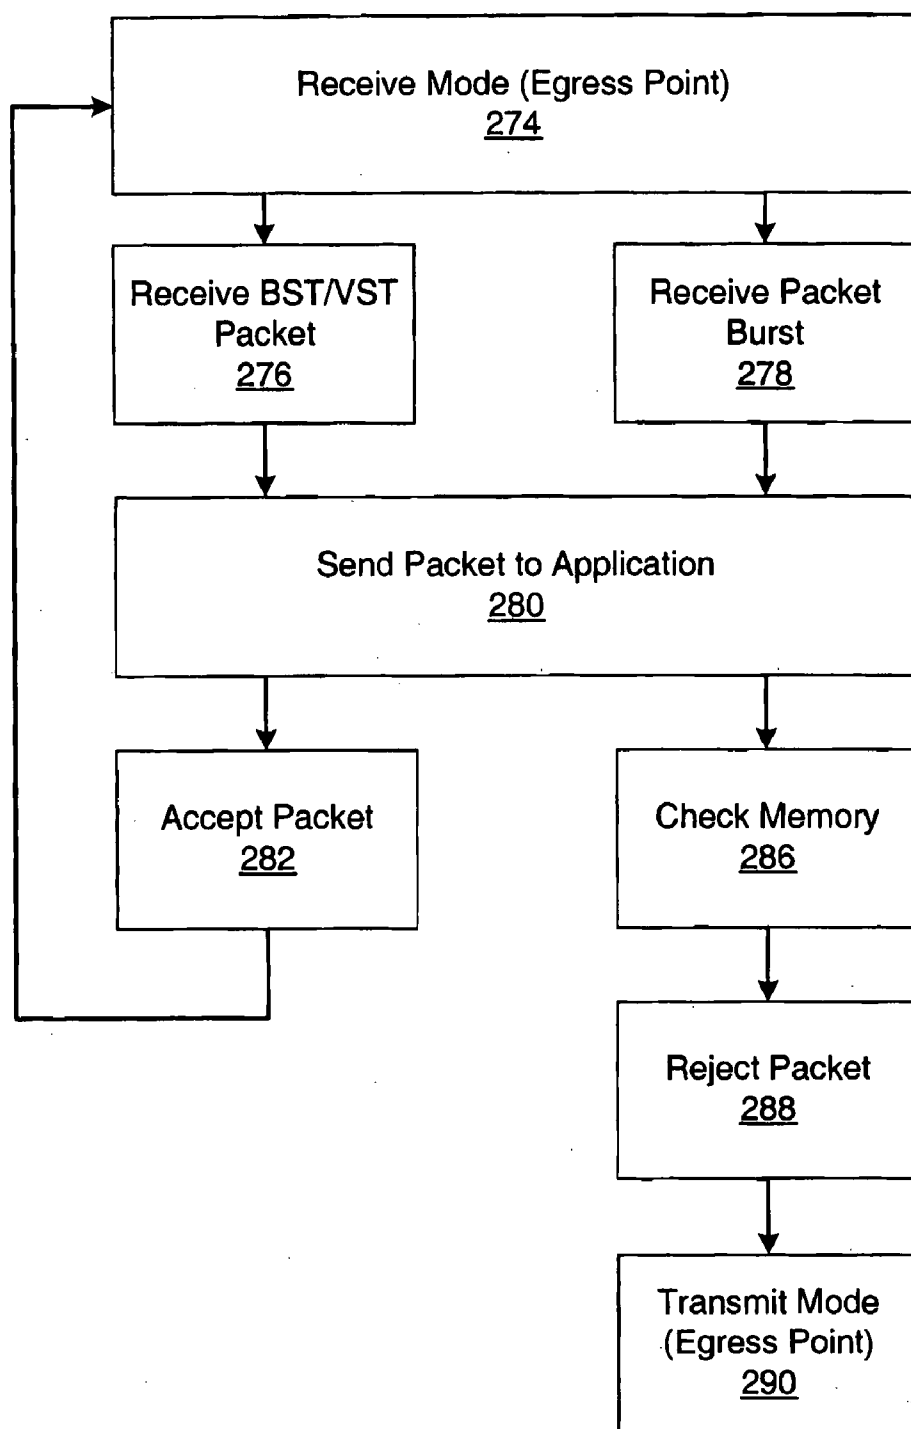 Receive Mode (Egress Point)
274
Receive BST/VST
Packet
276
Receive Packet
Burst
278
Send Packet to Application
280
Accept Packet
282
Check Memory
286
Reject Packet
288
Transmit Mode
(Egress Point)
290